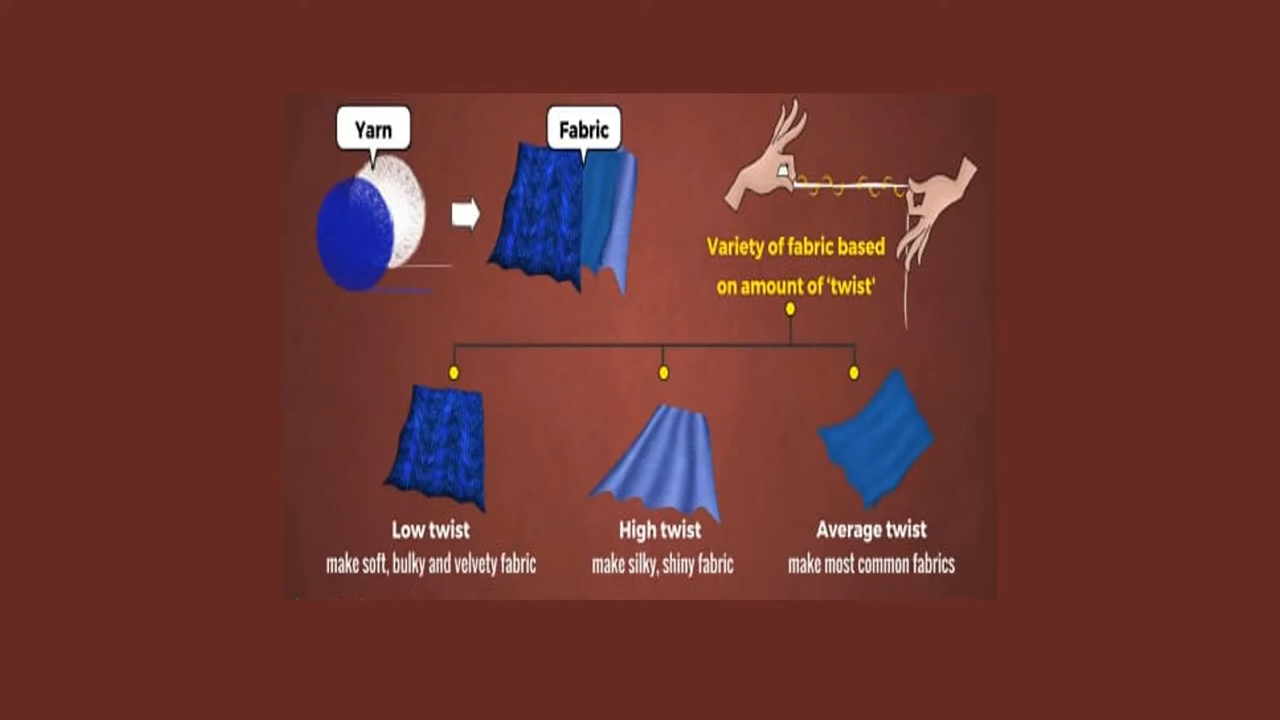 Yarn
Fabric
Variety of fabric based
on amount of ‘twist’
Low twist
make soft, bulky and velvety fabric
High twist
make silky, shiny fabric
Average twist
make most common fabrics